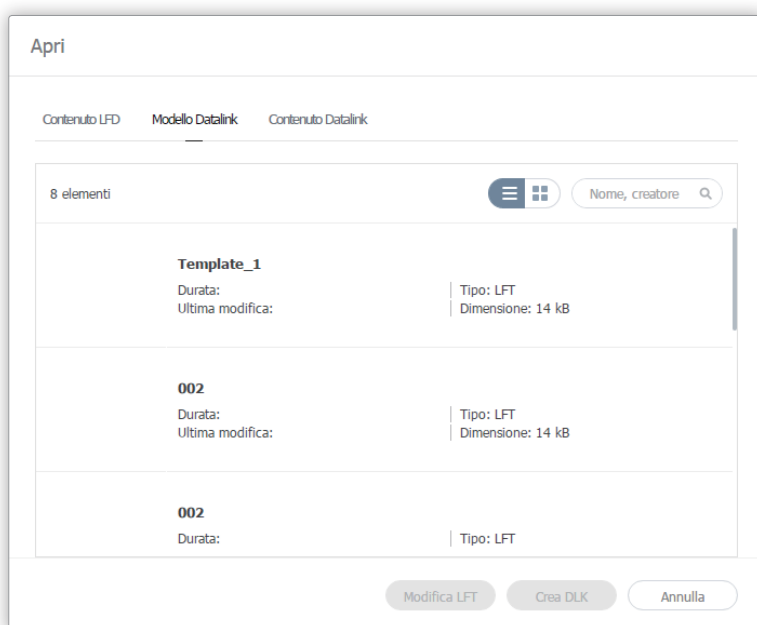 Apri
Contenuto LFD Modello Datalink Contenuto Datalink
8 elementi Nome, creatore
Template_1
Durata: Tipo: LFT
Ultima modifica: Dimensione: 14 kB
002
Durata: Tipo: LFT
Ultima modifica: Dimensione: 14 kB
002
Durata: Tipo: LFT
Modifica LFT Crea DLK Annulla